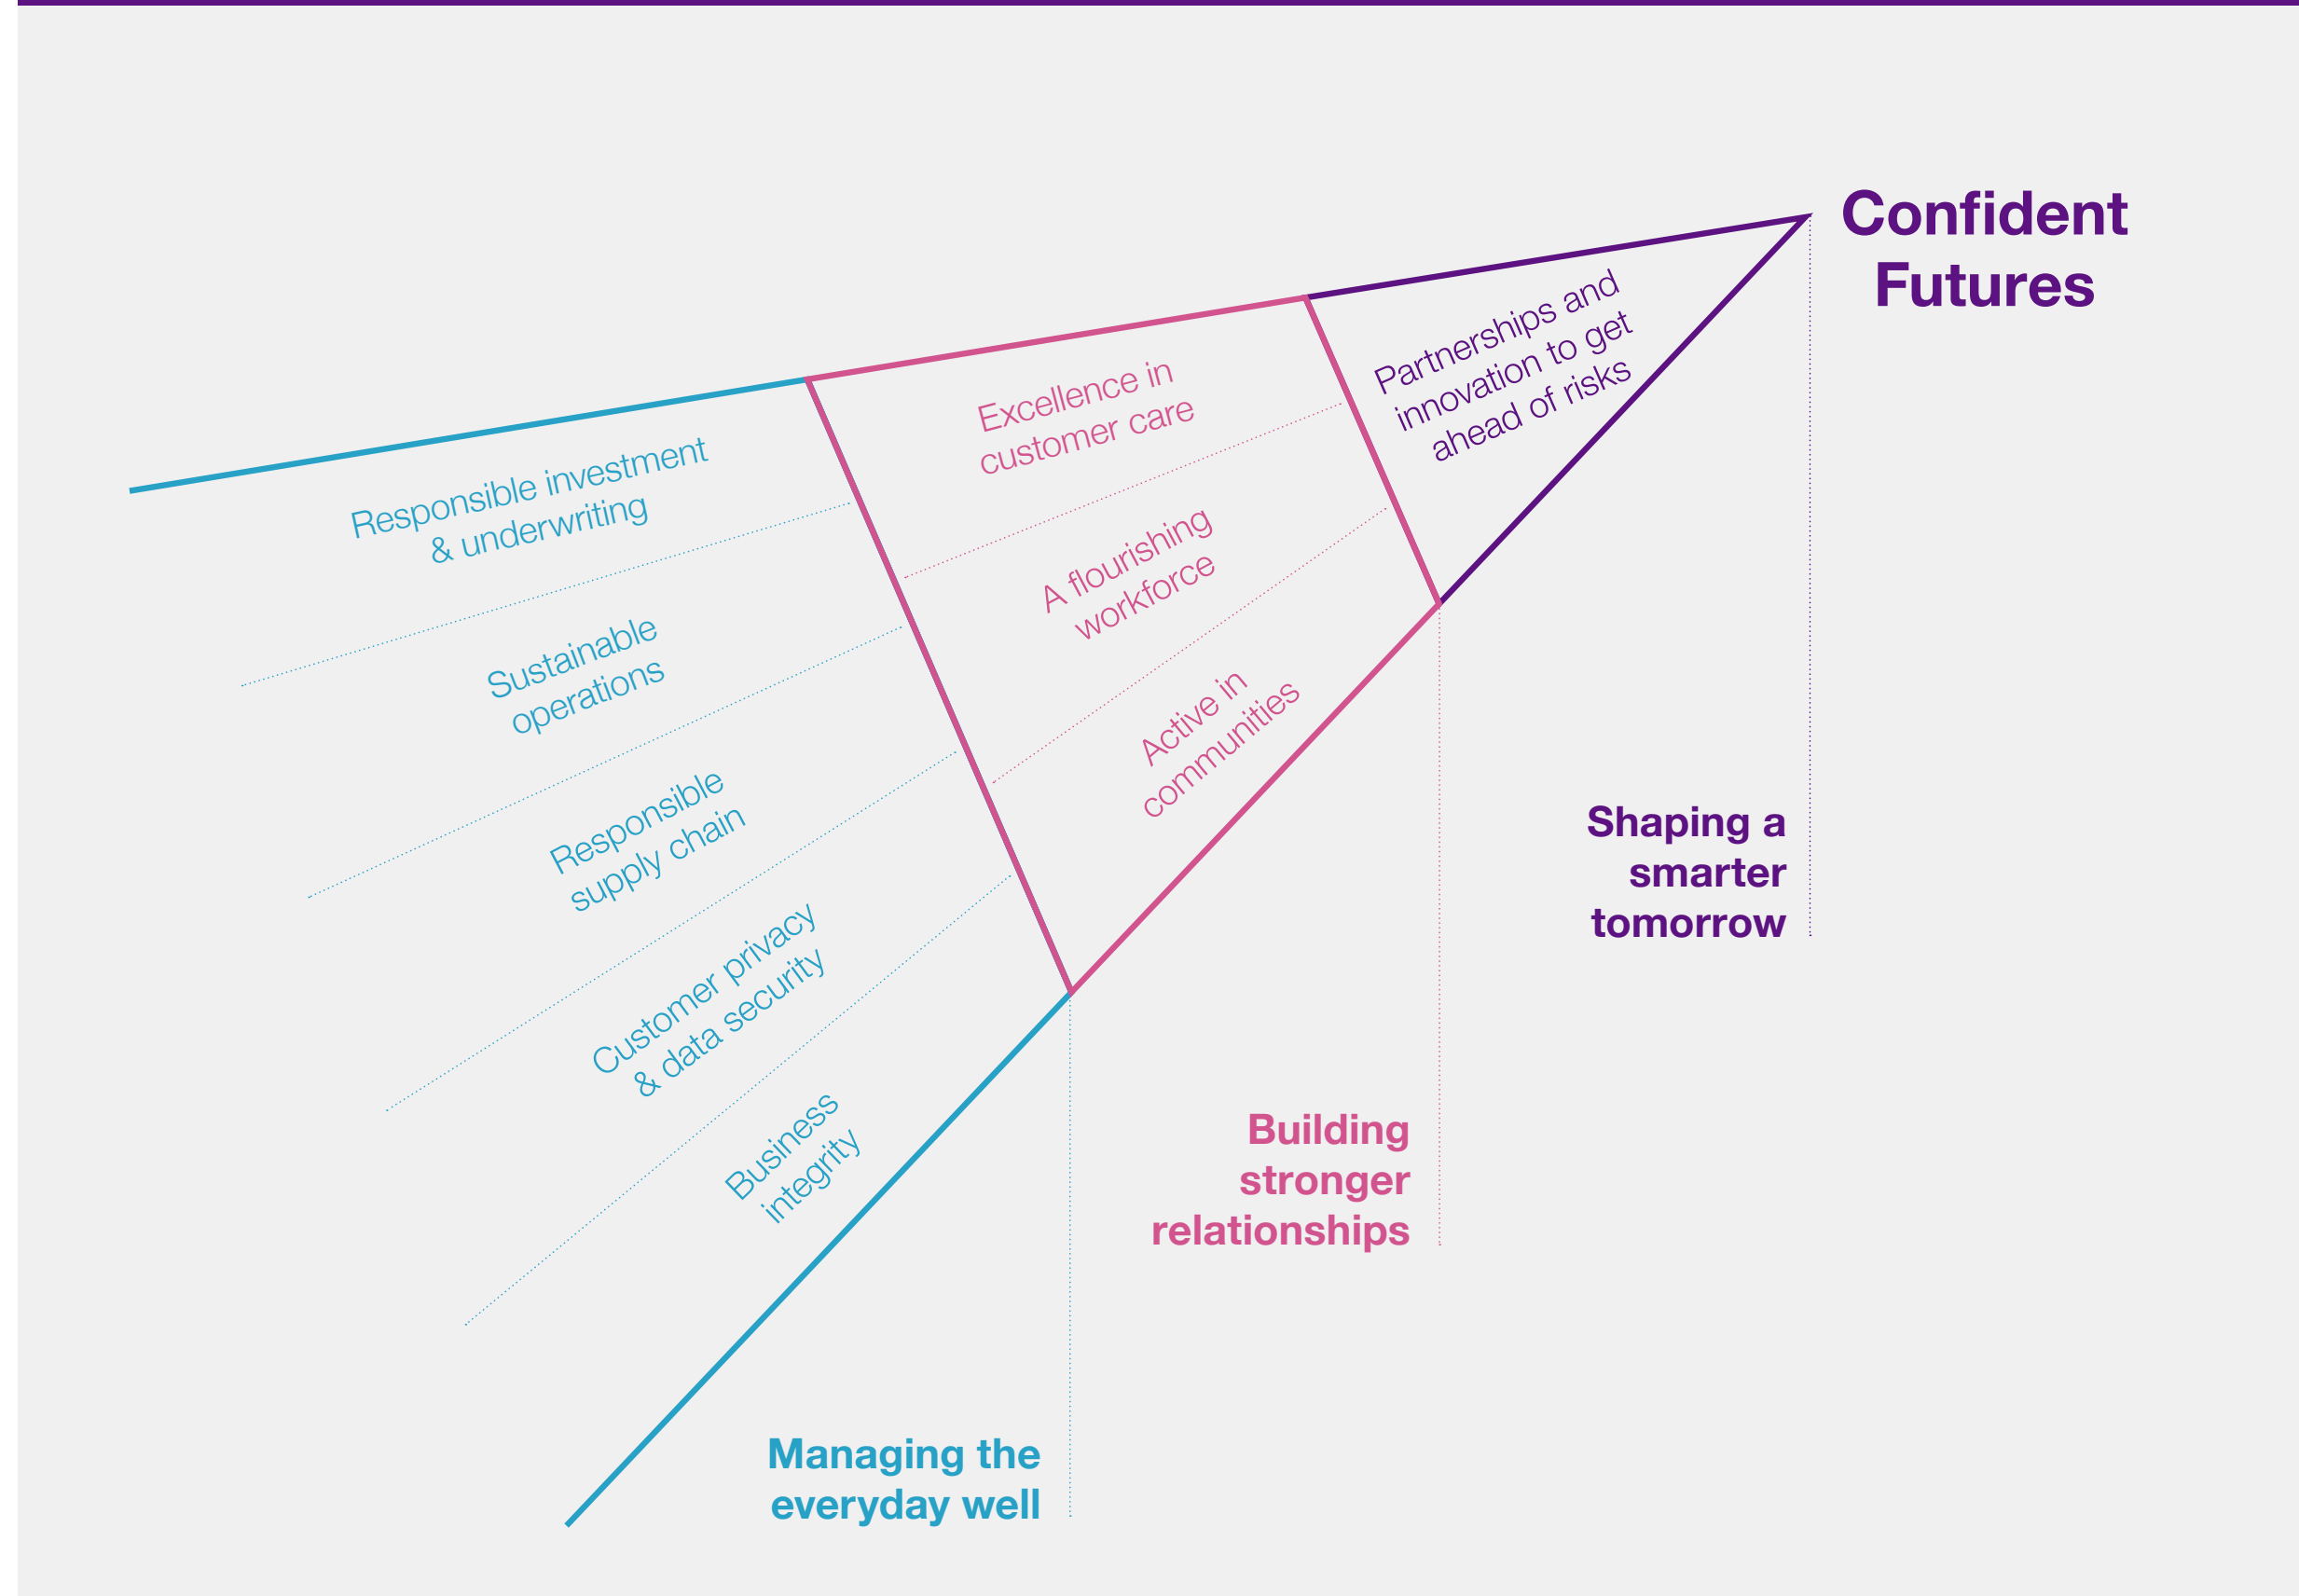 Confident
Futures
Partnerships and
innovation to get
ahead of risks
Excellence in
customer care
A flourishing
workforce
Active in
communities
Responsible investment
& underwriting
Sustainable
operations
Responsible
supply chain
Customer privacy
& data security
Business
integrity
Shaping a
smarter
tomorrow
Building
stronger
relationships
Managing the
everyday well